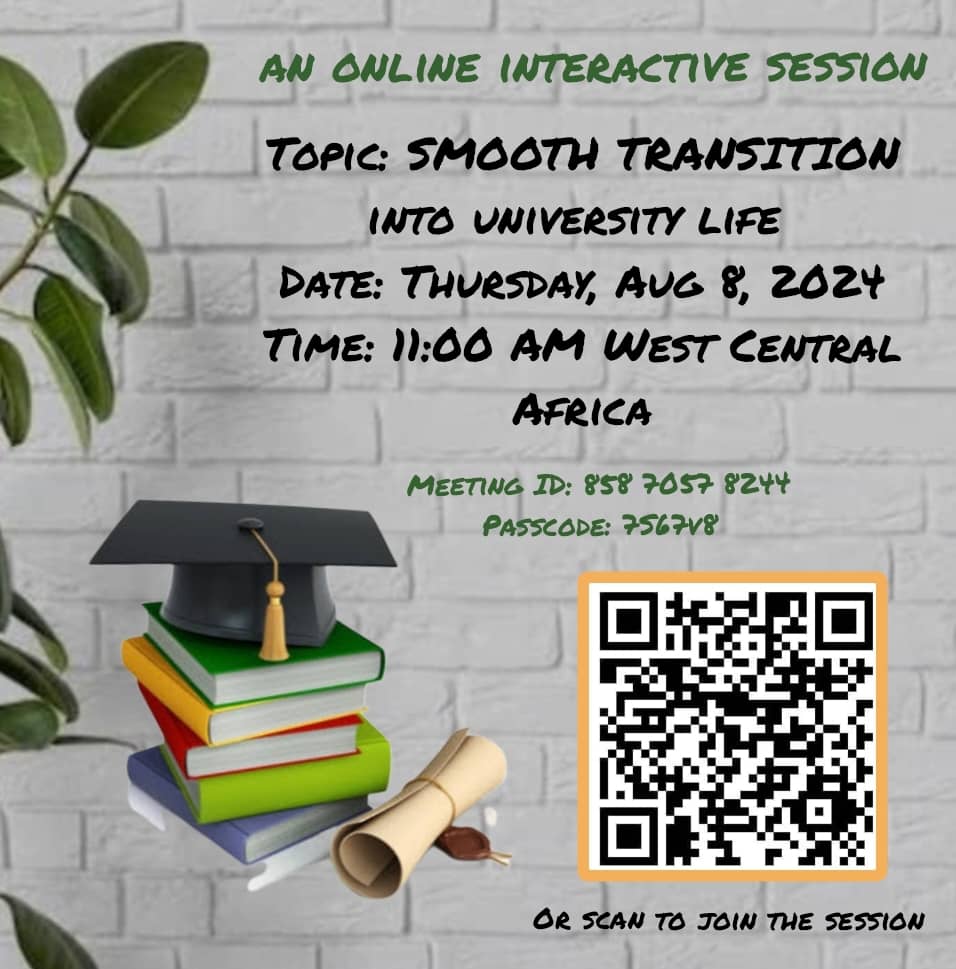 AN ONLINE INTERACTIVE SESSION
TOPIC: SMOOTH TRANSITION
INTO UNIVERSITY LIFE
DATE: THURSDAY, AUG 8, 2024
TIME: 11:00 AM WEST CENTRAL
AFRICA
MEETING ID: 858 7057 8244
PASSCODE: 7567V8
OR SCAN TO JOIN THE SESSION